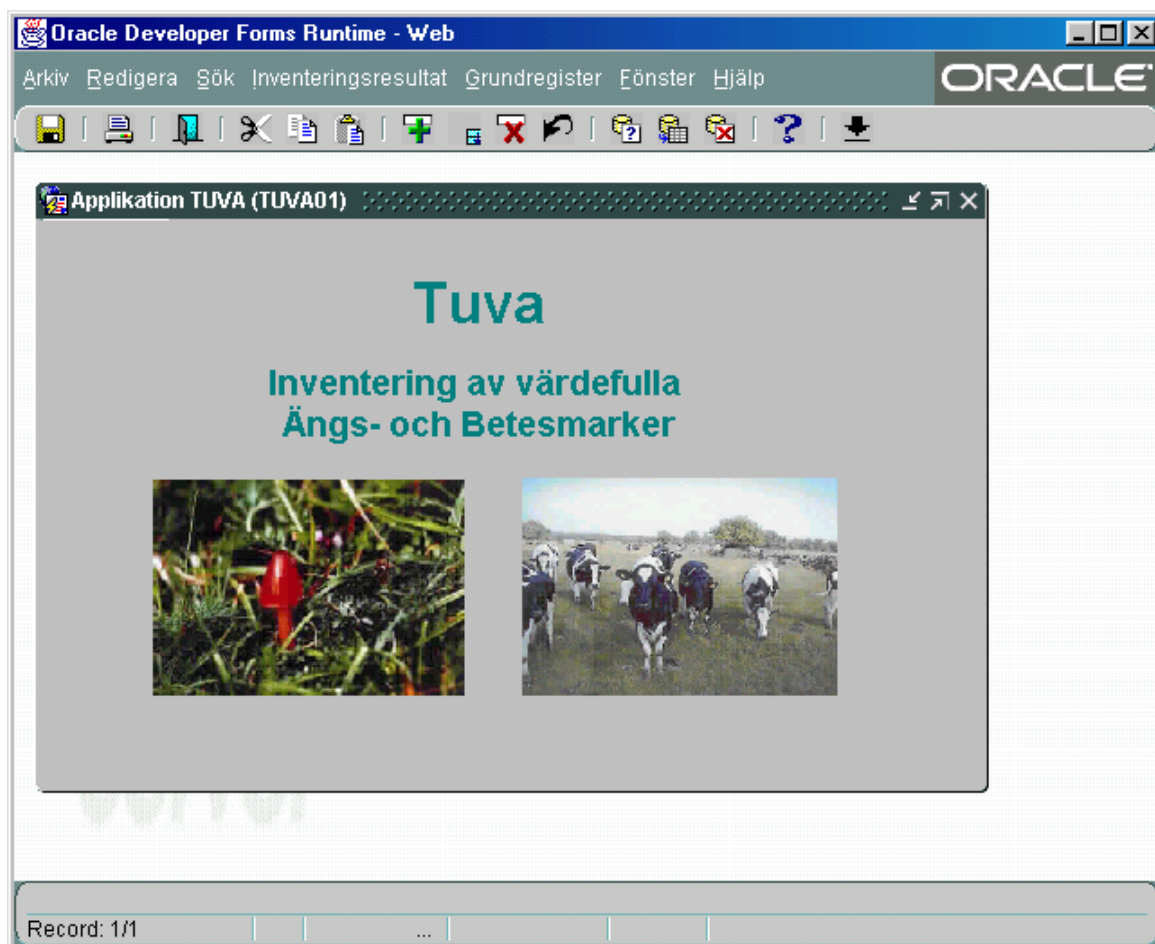 Oracle Developer Forms Runtime - Web
Arkiv Redigera Sök Inventeringsresultat Grundregister Fönster Hjälp
ORACLE
Applikation TUVA (TUVA01)
Tuva
Inventering av värdefulla
Ängs- och Betesmarker
Record: 1/1
...